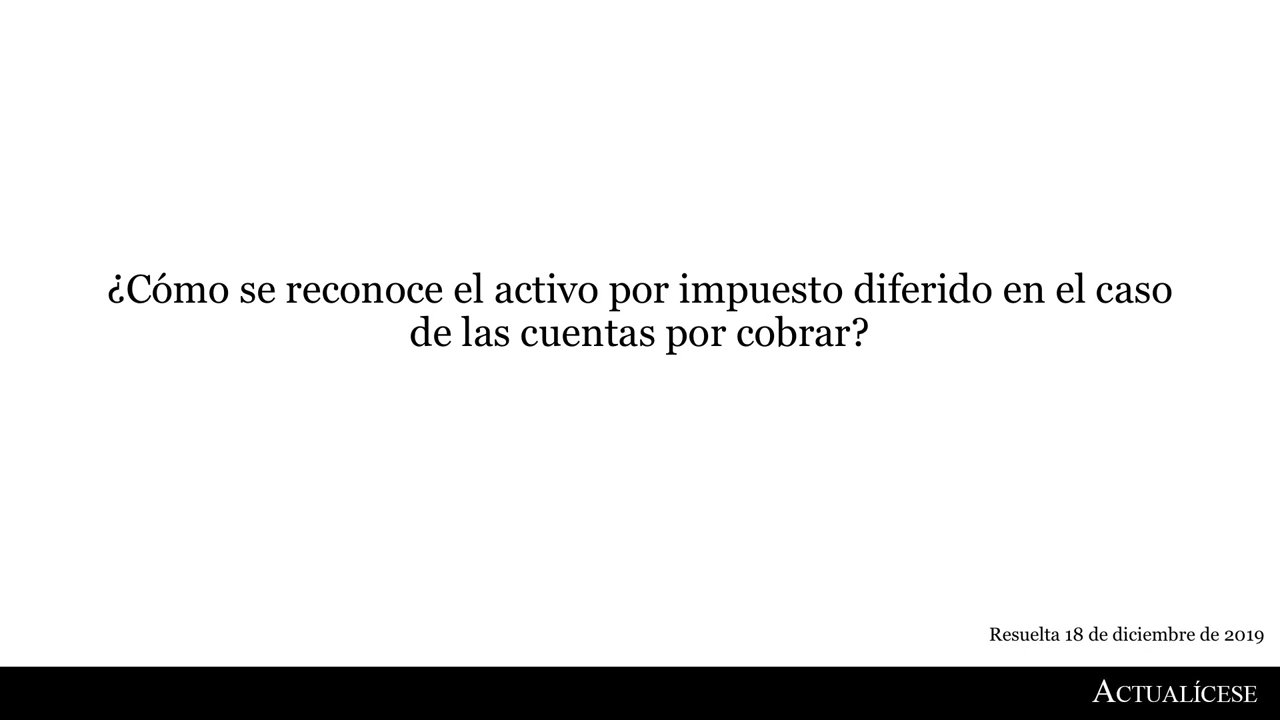 ¿Cómo se reconoce el activo por impuesto diferido en el caso
de las cuentas por cobrar?
Resuelta 18 de diciembre de 2019
ACTUALÍCESE